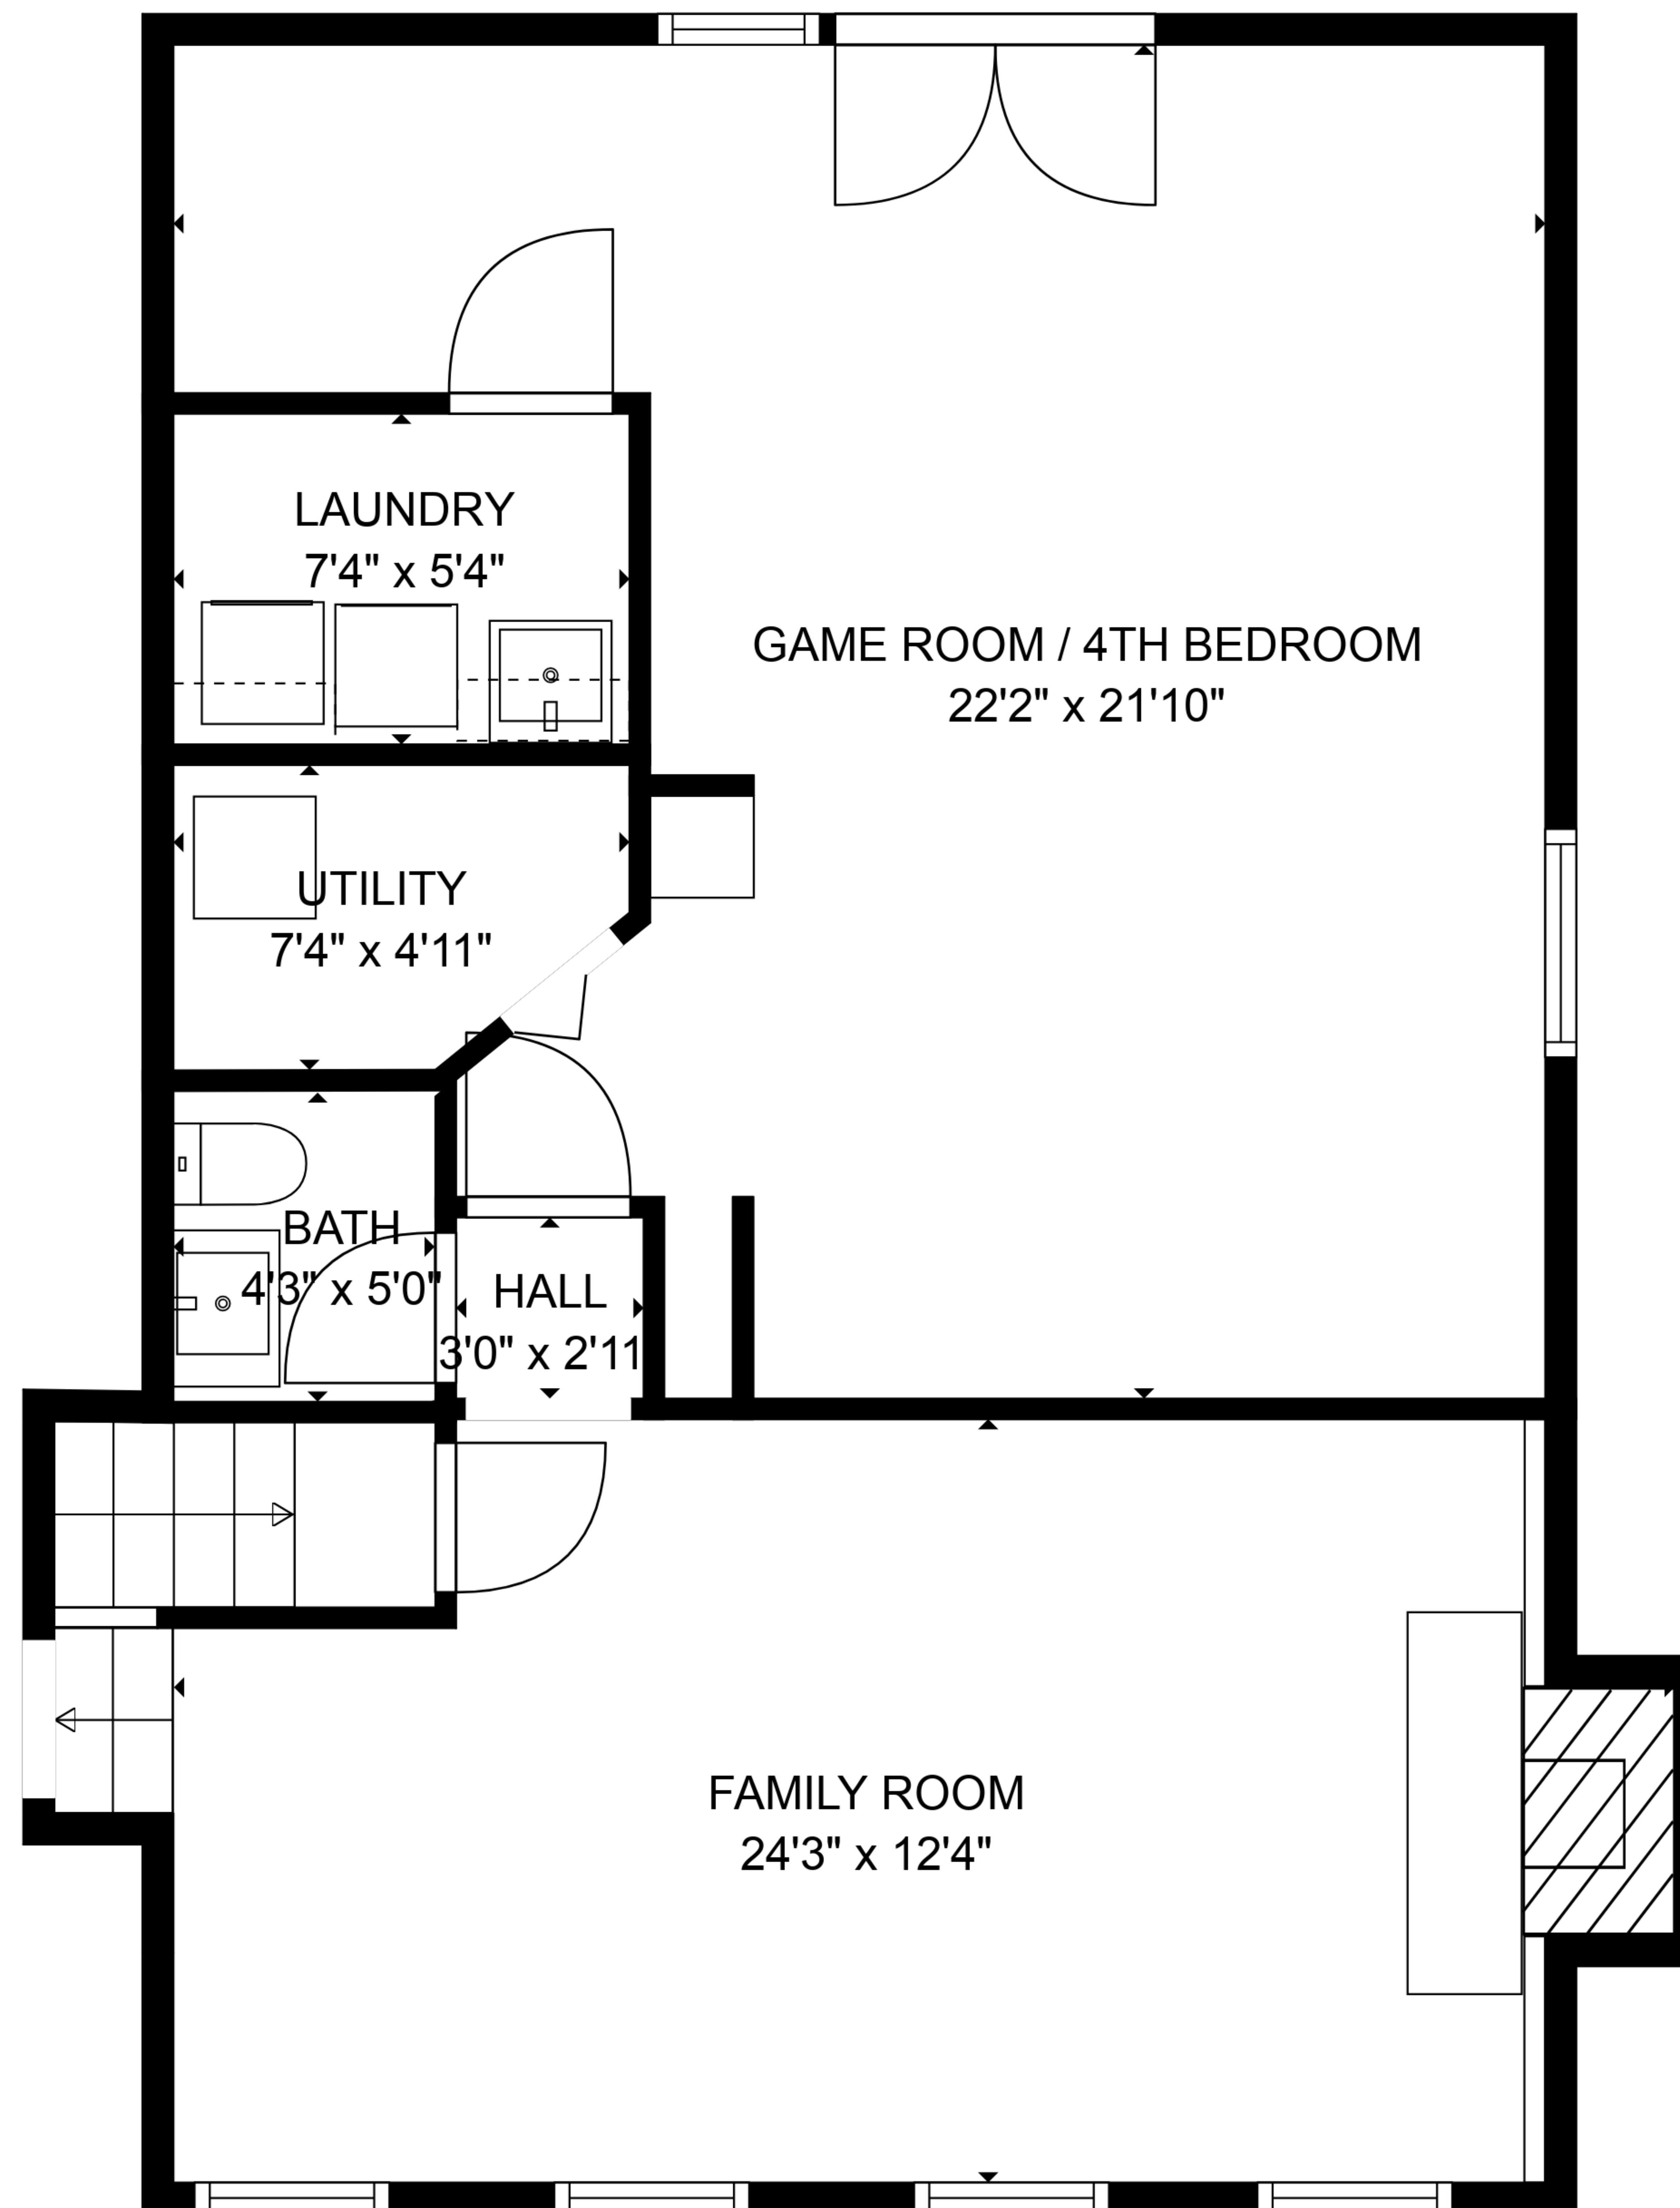 LAUNDRY
7'4" x 5'4"
GAME ROOM / 4TH BEDROOM
22'2" x 21'10"
UTILITY
7'4" x 4'11"
BATH
4'3" x 5'0"
HALL
3'0" x 2'11
FAMILY ROOM
24'3" x 12'4"